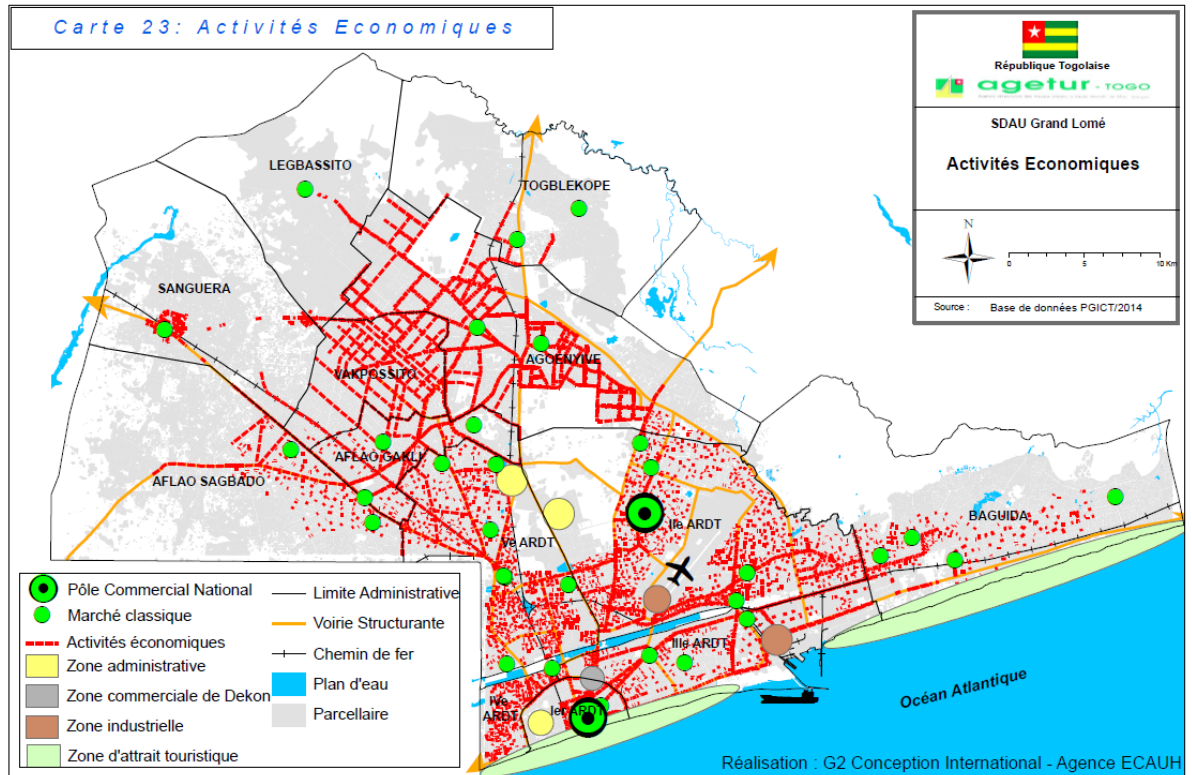 Carte 23: Activités Economiques
République Togolaise
agetur - TOGO
SDAU Grand Lomé
Activités Economiques
N
0 5 10 Km
Source : Base de données PGICT/2014
LEGBASSITO
TOGBLEKOPE
SANGUERA
AGOENYIVE
VAKPOSSITO
AFLAO GAKLI
AFLAO SAGBADO
BAGUIDA
IIe ARDT
Ve ARDT
IIIe ARDT
IVe
ARDT
Ier ARDT
Océan Atlantique
Pôle Commercial National
Marché classique
Activités économiques
Zone administrative
Zone commerciale de Dekon
Zone industrielle
Zone d'attrait touristique
Limite Administrative
Voirie Structurante
Chemin de fer
Plan d'eau
Parcellaire
Réalisation : G2 Conception International - Agence ECAUH